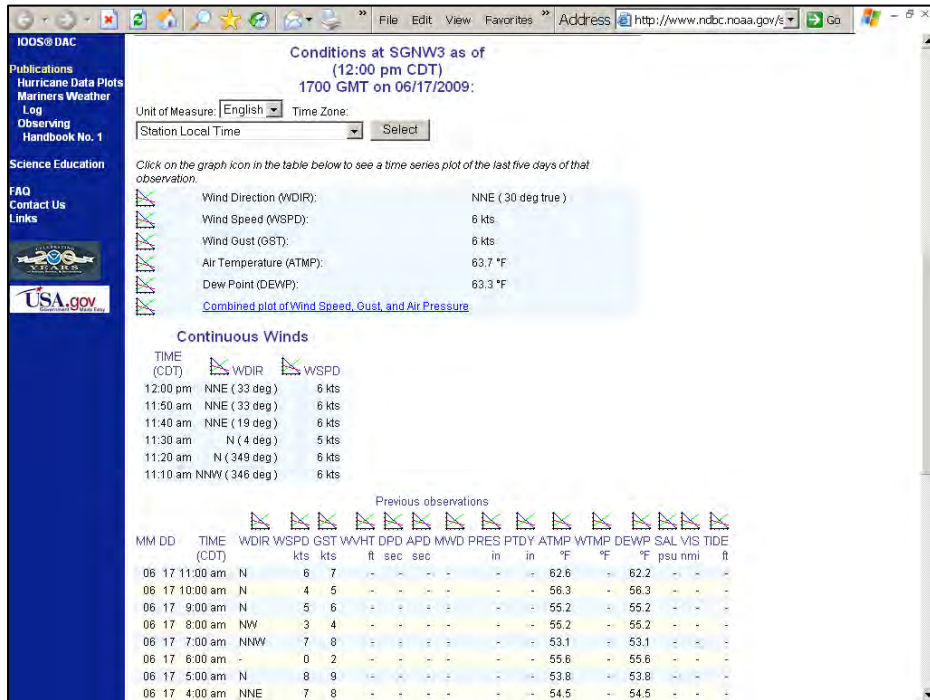 » File Edit View Favorites » Address http://www.ndbc.noaa.gov/s Go
IOOS® DAC
Publications
Hurricane Data Plots
Mariners Weather
Log
Observing
Handbook No. 1
Science Education
FAQ
Contact Us
Links
200
YEARS
USA.gov
Government Made Easy
Conditions at SGNW3 as of
(12:00 pm CDT)
1700 GMT on 06/17/2009:
Unit of Measure: English Time Zone:
Station Local Time Select
Click on the graph icon in the table below to see a time series plot of the last five days of that
observation.
Wind Direction (WDIR): NNE ( 30 deg true )
Wind Speed (WSPD): 6 kts
Wind Gust (GST): 6 kts
Air Temperature (ATMP): 63.7 °F
Dew Point (DEWP): 63.3 °F
Combined plot of Wind Speed, Gust, and Air Pressure
Continuous Winds
TIME
(CDT) WDIR WSPD
12:00 pm NNE ( 33 deg ) 6 kts
11:50 am NNE ( 33 deg ) 6 kts
11:40 am NNE ( 19 deg ) 6 kts
11:30 am N ( 4 deg ) 5 kts
11:20 am N ( 349 deg ) 6 kts
11:10 am NNW ( 346 deg ) 6 kts
Previous observations
MM DD TIME WDIR WSPD GST WVHT DPD APD MWD PRES PTDY ATMP WTMP DEWP SAL VIS TIDE
(CDT) kts kts ft sec sec in in °F °F °F psu nmi ft
06 17 11:00 am N 6 7 - - - - - - 62.6 - 62.2 - - -
06 17 10:00 am N 4 5 - - - - - - 56.3 - 56.3 - - -
06 17 9:00 am N 5 6 - - - - - - 55.2 - 55.2 - - -
06 17 8:00 am NW 3 4 - - - - - - 55.2 - 55.2 - - -
06 17 7:00 am NNW 7 8 - - - - - - 53.1 - 53.1 - - -
06 17 6:00 am - 0 2 - - - - - - 55.6 - 55.6 - - -
06 17 5:00 am N 8 9 - - - - - - 53.8 - 53.8 - - -
06 17 4:00 am NNE 7 8 - - - - - - 54.5 - 54.5 - - -